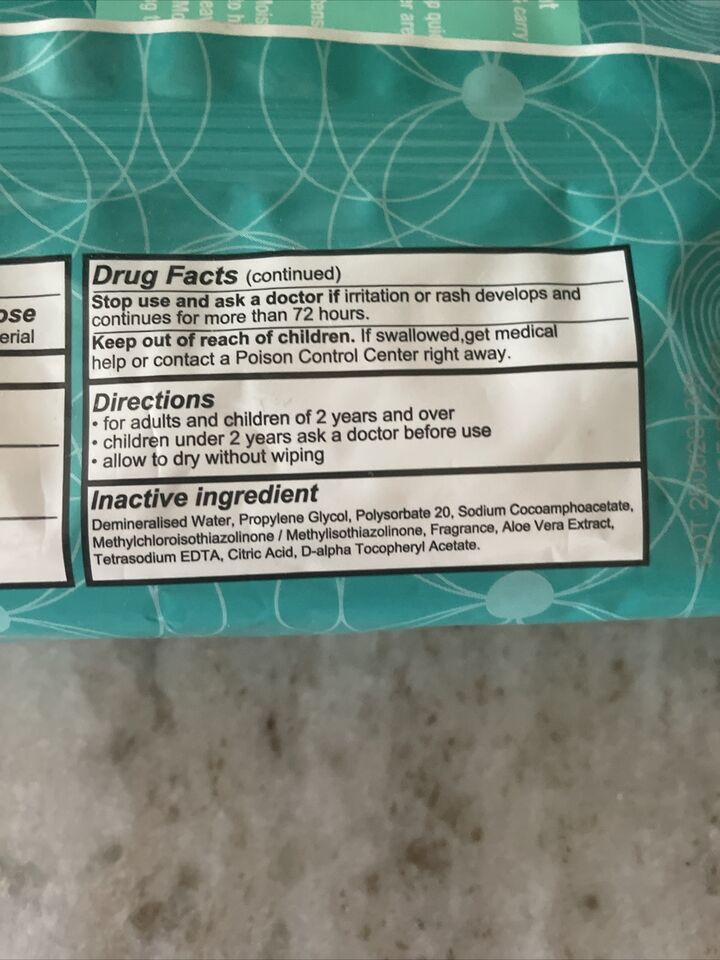 t
carry
p quic
r are
ose
erial
Drug Facts (continued)
Stop use and ask a doctor if irritation or rash develops and
continues for more than 72 hours.
Keep out of reach of children. If swallowed,get medical
help or contact a Poison Control Center right away.
Directions
• for adults and children of 2 years and over
• children under 2 years ask a doctor before use
• allow to dry without wiping
Inactive ingredient
Demineralised Water, Propylene Glycol, Polysorbate 20, Sodium Cocoamphoacetate,
Methylchloroisothiazolinone / Methylisothiazolinone, Fragrance, Aloe Vera Extract,
Tetrasodium EDTA, Citric Acid, D-alpha Tocopheryl Acetate.